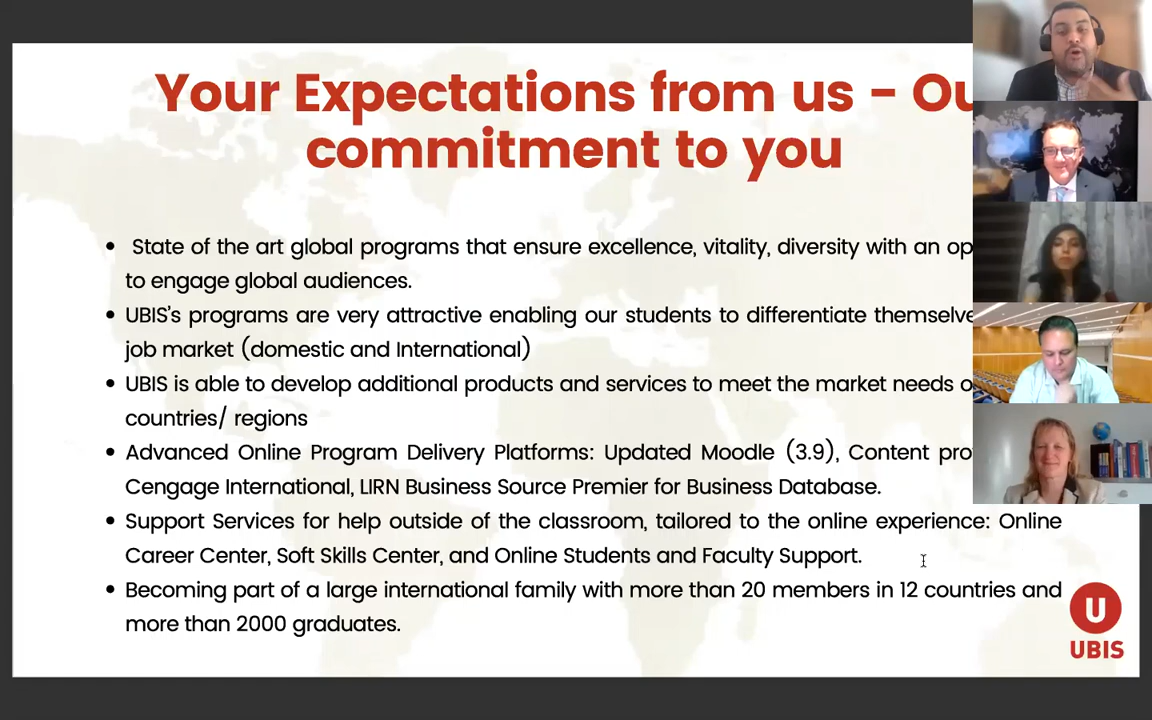 Your Expectations from us - Ou
commitment to you
• State of the art global programs that ensure excellence, vitality, diversity with an op
to engage global audiences.
• UBIS's programs are very attractive enabling our students to differentiate themselve
job market (domestic and International)
• UBIS is able to develop additional products and services to meet the market needs o
countries/ regions
• Advanced Online Program Delivery Platforms: Updated Moodle (3.9), Content pro
Cengage International, LIRN Business Source Premier for Business Database.
• Support Services for help outside of the classroom, tailored to the online experience: Online
Career Center, Soft Skills Center, and Online Students and Faculty Support.
• Becoming part of a large international family with more than 20 members in 12 countries and
more than 2000 graduates.
U
UBIS